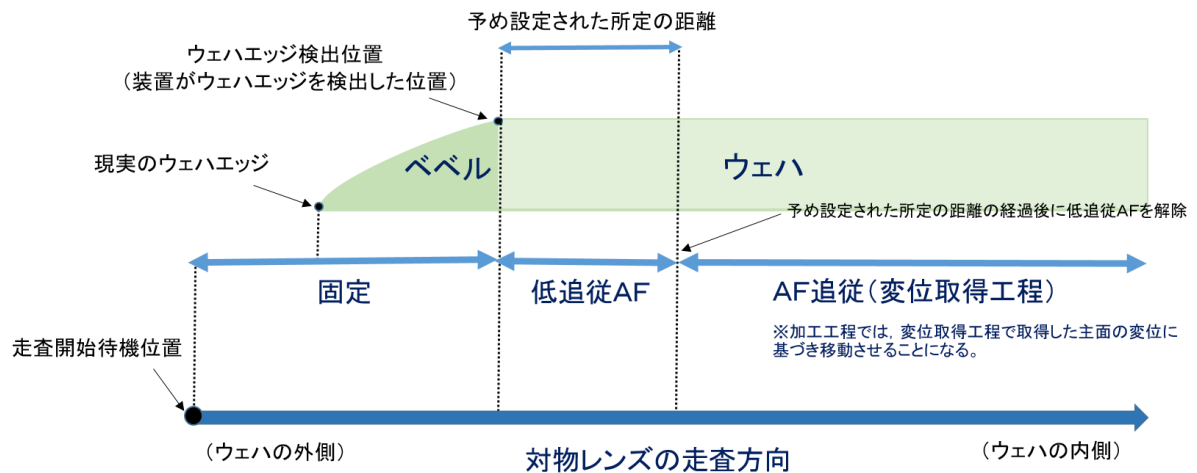 予め設定された所定の距離
ウェハエッジ検出位置
（装置がウェハエッジを検出した位置）
現実のウェハエッジ
ベベル
ウェハ
予め設定された所定の距離の経過後に低追従AFを解除
固定
低追従AF
AF追従（変位取得工程）
※加工工程では，変位取得工程で取得した主面の変位に
基づき移動させることになる。
走査開始待機位置
（ウェハの外側）
対物レンズの走査方向
（ウェハの内側）